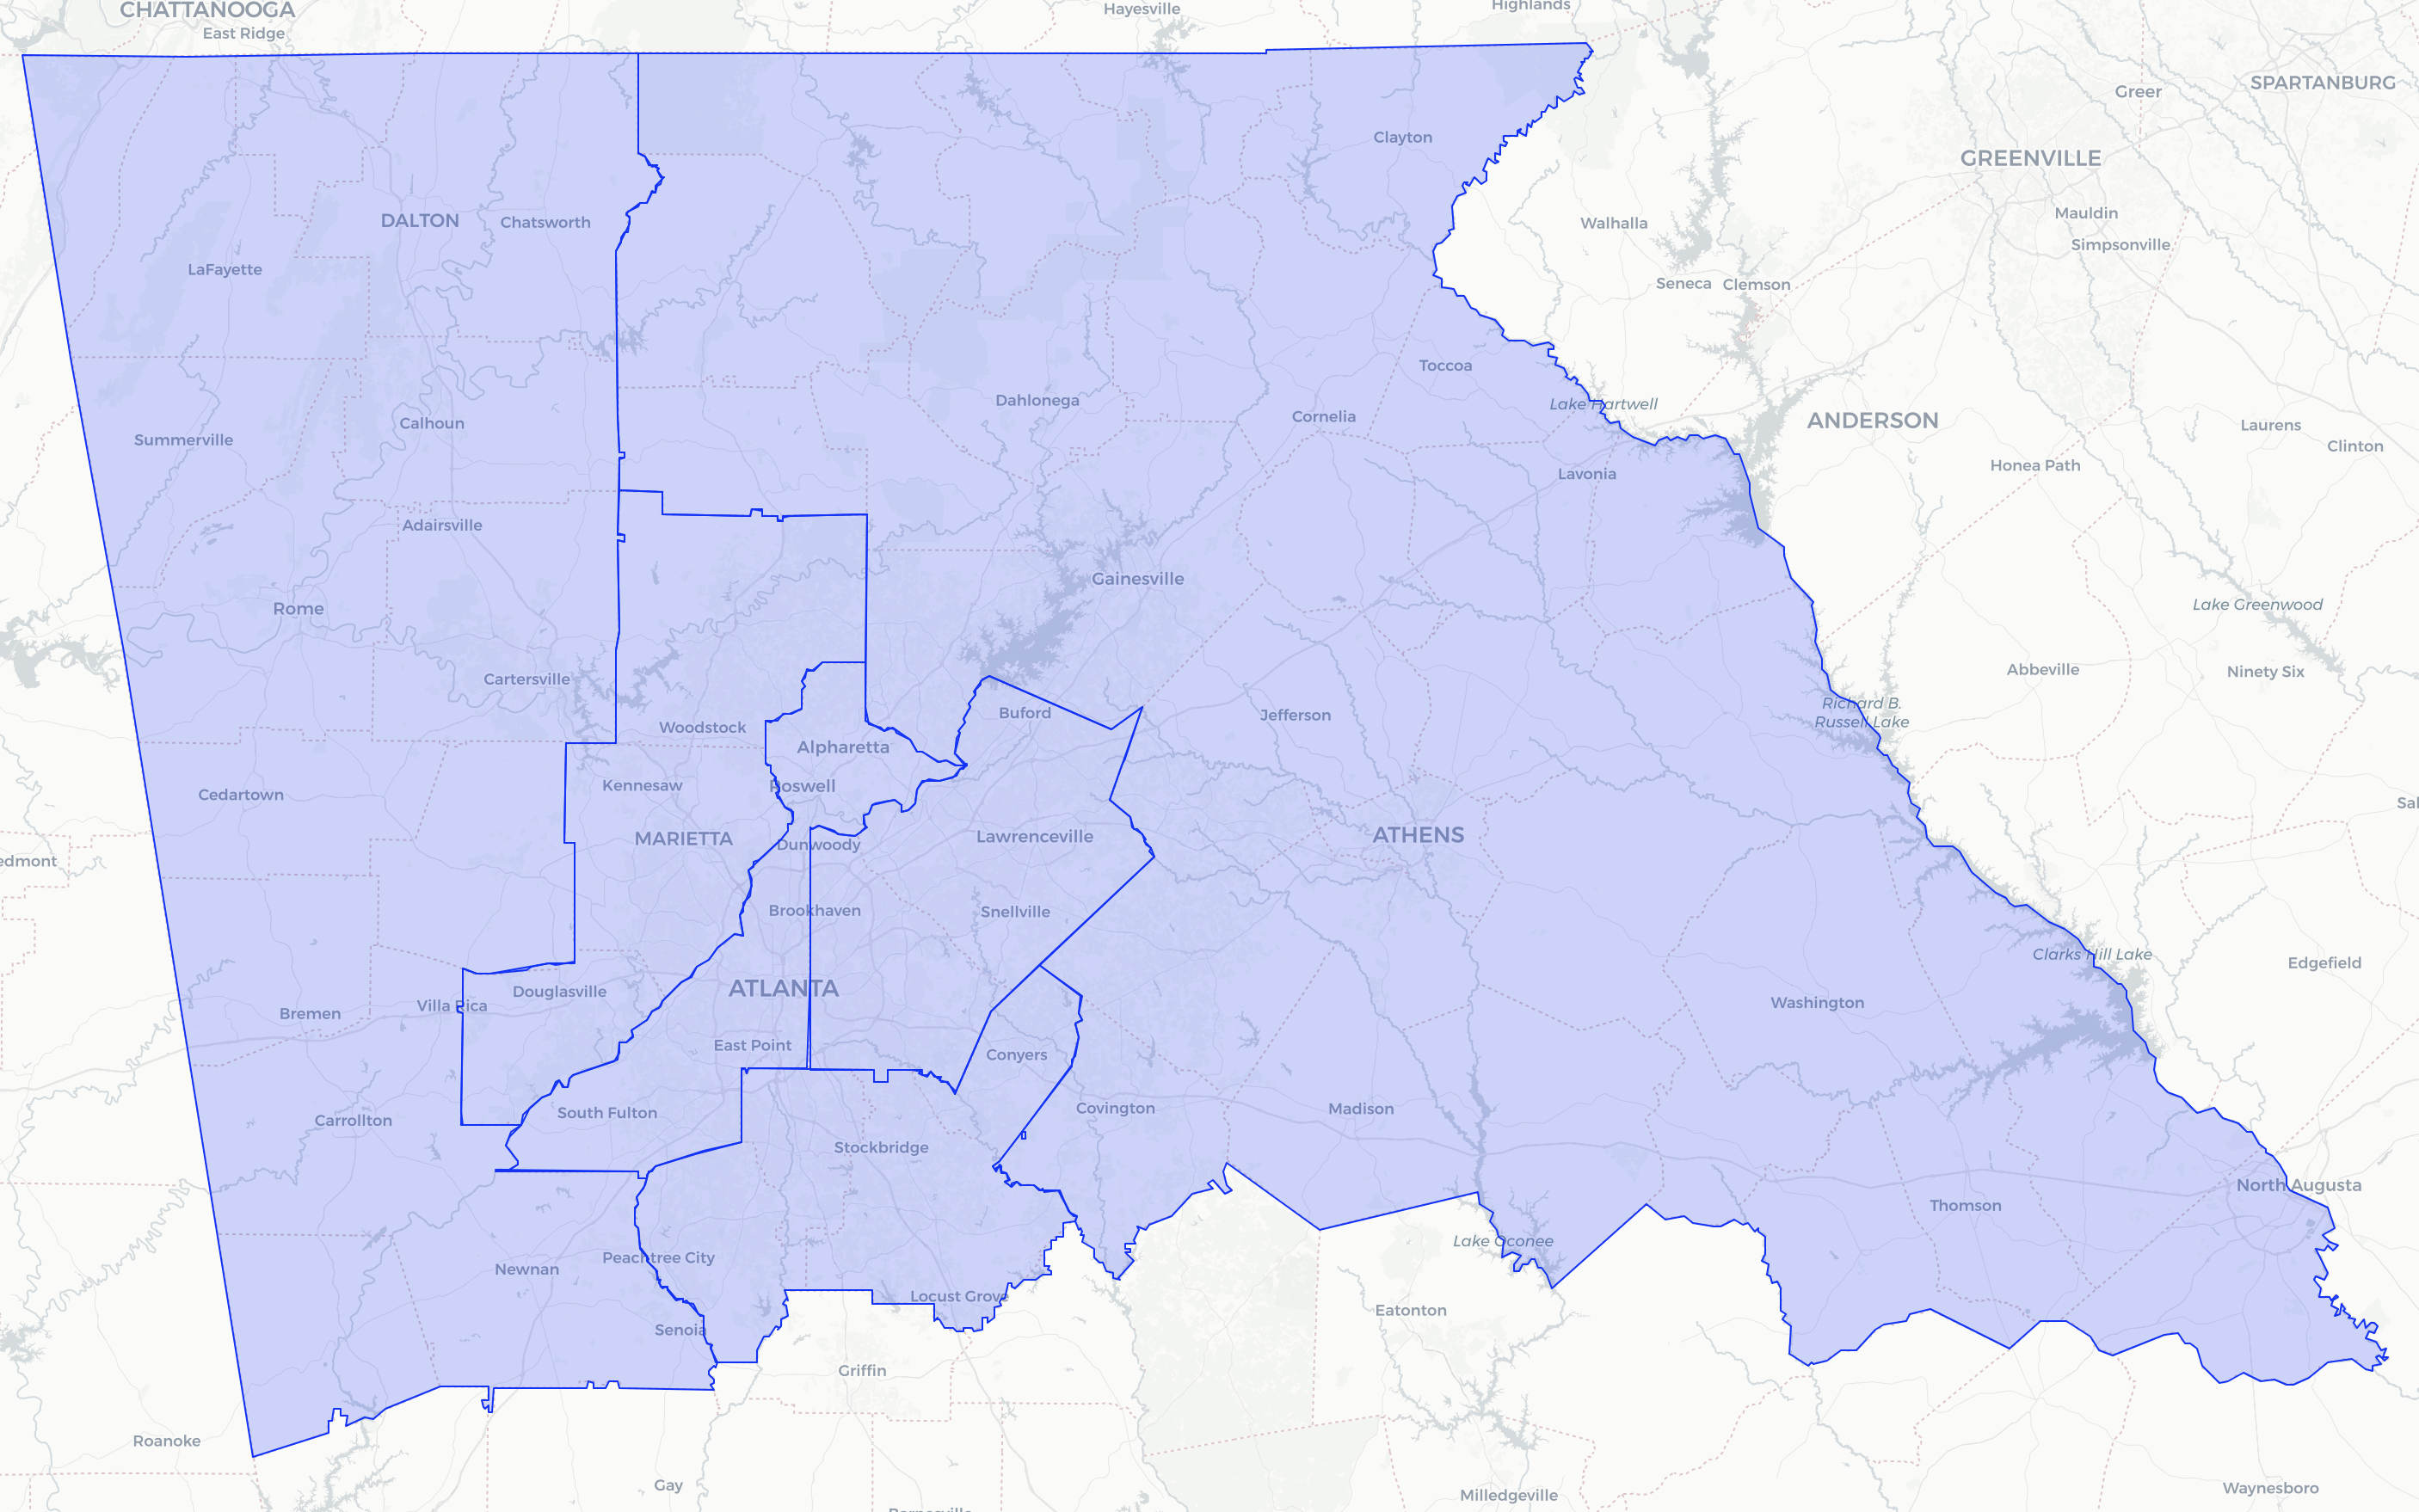 CHATTANOOGA
East Ridge
Hayesville
Highlands
SPARTANBURG
Greer
Clayton
GREENVILLE
Mauldin
Simpsonville
DALTON
Chatsworth
Walhalla
LaFayette
Seneca
Clemson
Toccoa
Dahlonega
Lake Hartwell
Cornelia
ANDERSON
Calhoun
Summerville
Laurens
Clinton
Honea Path
Lavonia
Adairsville
Gainesville
Rome
Lake Greenwood
Abbeville
Ninety Six
Cartersville
Richard B.
Russell Lake
Buford
Jefferson
Woodstock
Alpharetta
Kennesaw
Roswell
Cedartown
Sal
MARIETTA
Dunwoody
Lawrenceville
ATHENS
edmont
Brookhaven
Snellville
Clarks Hill Lake
Edgefield
ATLANTA
Douglasville
Villa Rica
Bremen
Washington
East Point
Conyers
South Fulton
Carrollton
Covington
Madison
Stockbridge
North Augusta
Thomson
Lake Oconee
Peachtree City
Newnan
Locust Grove
Eatonton
Senoia
Griffin
Roanoke
Gay
Barnesville
Milledgeville
Waynesboro